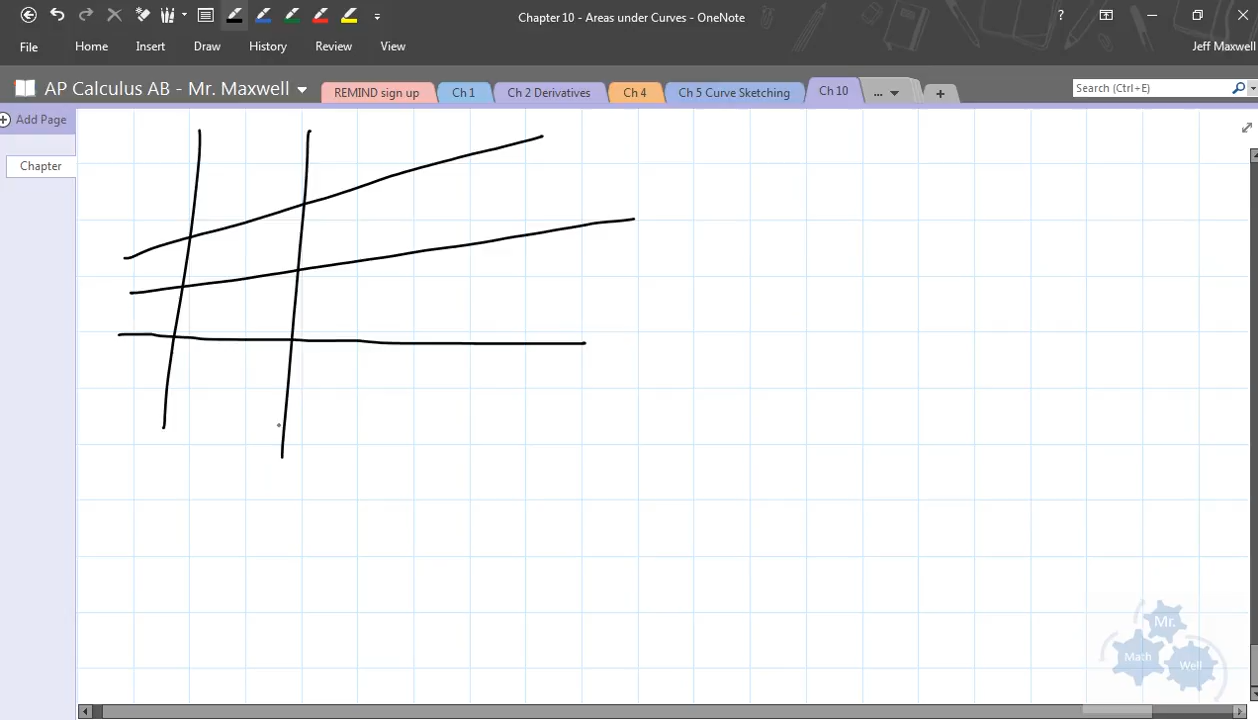 Chapter 10 - Areas under Curves - OneNote
?
File
Home
Insert
Draw
History
Review
View
Jeff Maxwell
AP Calculus AB - Mr. Maxwell
REMIND sign up
Ch 1
Ch 2 Derivatives
Ch 4
Ch 5 Curve Sketching
Ch 10
...
Search (Ctrl+E)
Add Page
Chapter
Mr.
Math
Well